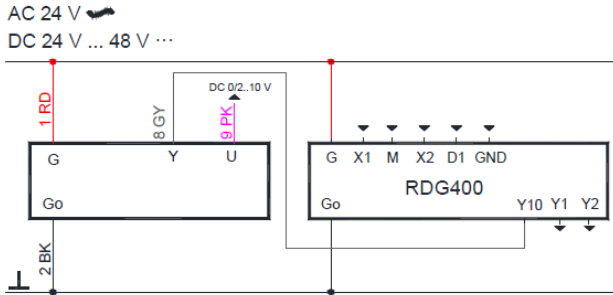 AC 24 V
DC 24 V ... 48 V ⋯
DC 0/2..10 V
1 RD
8 GY
9 PK
G Y U
G X1 M X2 D1 GND
RDG400
Go
Go Y10 Y1 Y2
2 BK